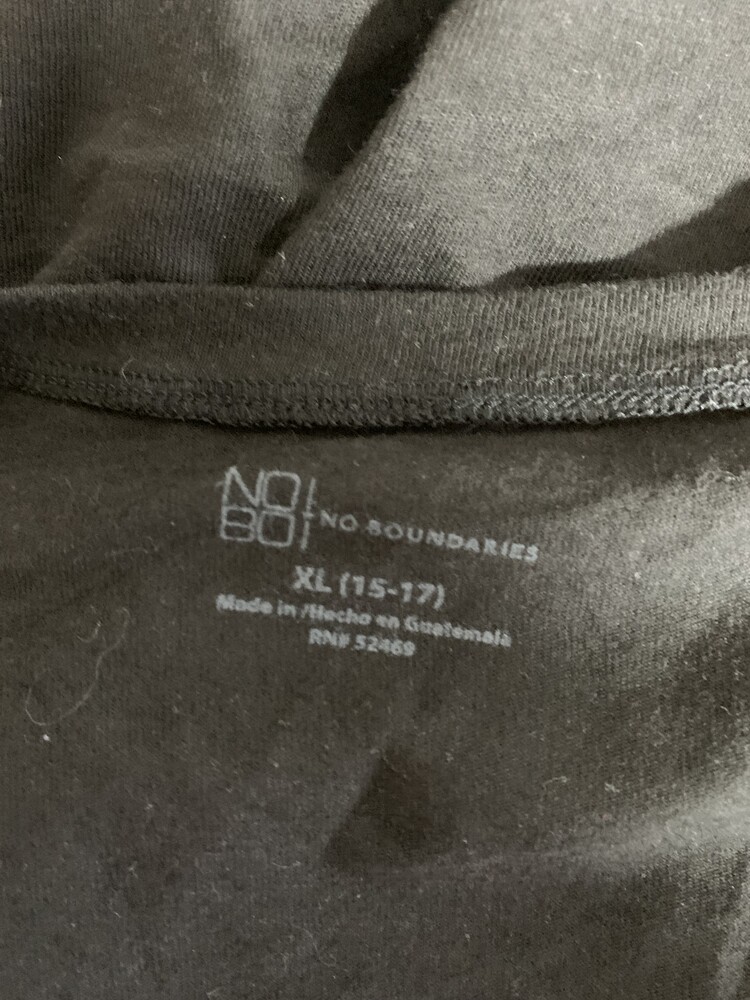 NO
BO
NO BOUNDARIES
XL (15-17)
Made in /Hecho en Guatemala
RN# 52469